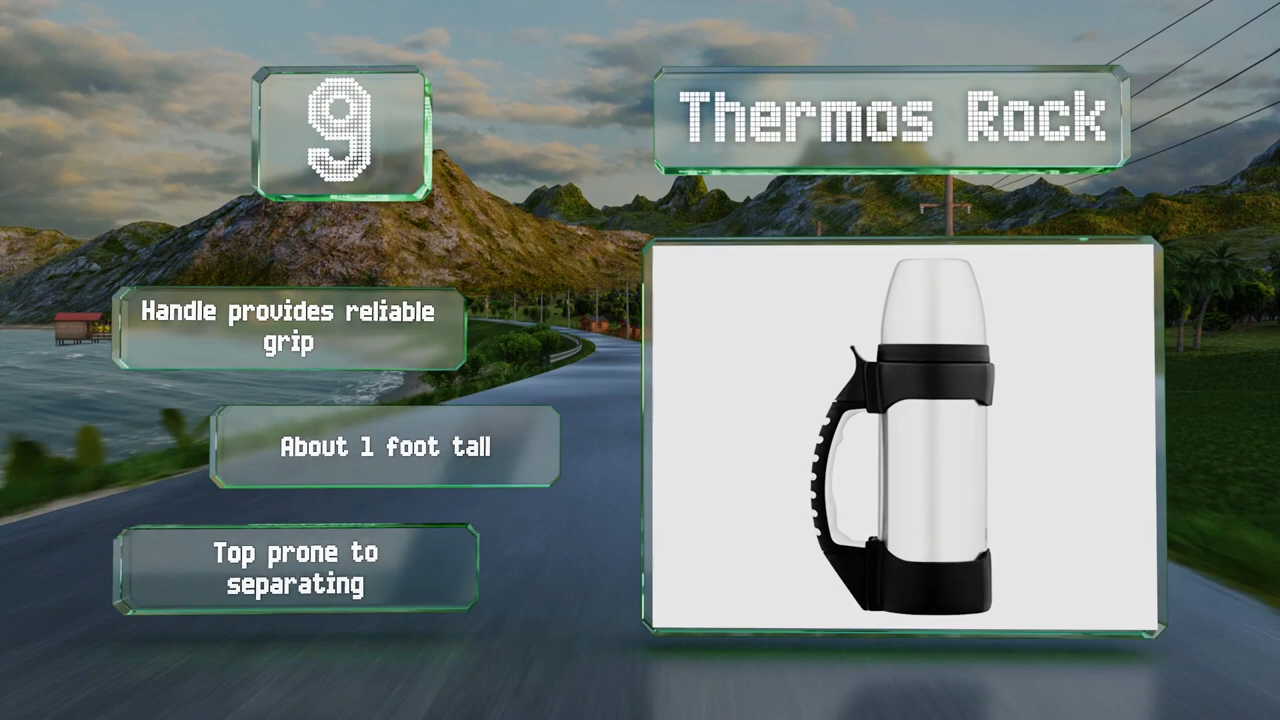 9
Thermos Rock
Handle provides reliable
grip
About 1 foot tall
Top prone to
separating